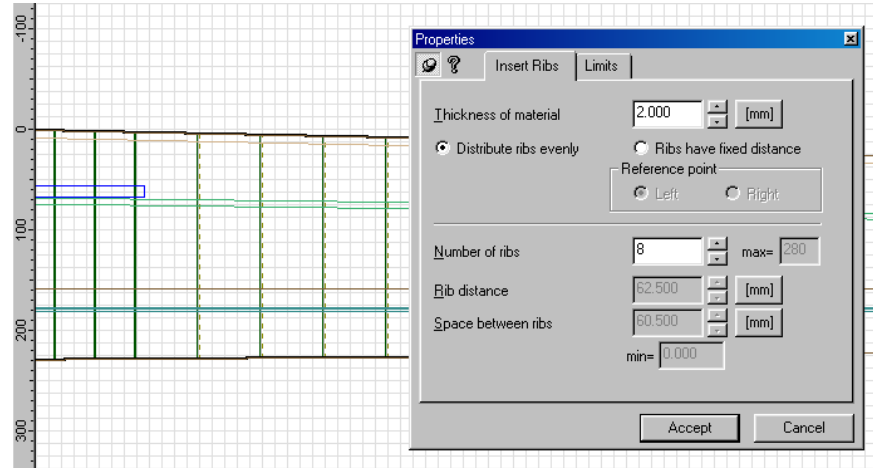 -100
0
100
200
300
Properties
Insert Ribs
Limits
Thickness of material
2.000
[mm]
Distribute ribs evenly
Ribs have fixed distance
Reference point
Left
Right
Number of ribs
8
max=
280
Rib distance
62.500
[mm]
Space between ribs
60.500
[mm]
min=
0.000
Accept
Cancel